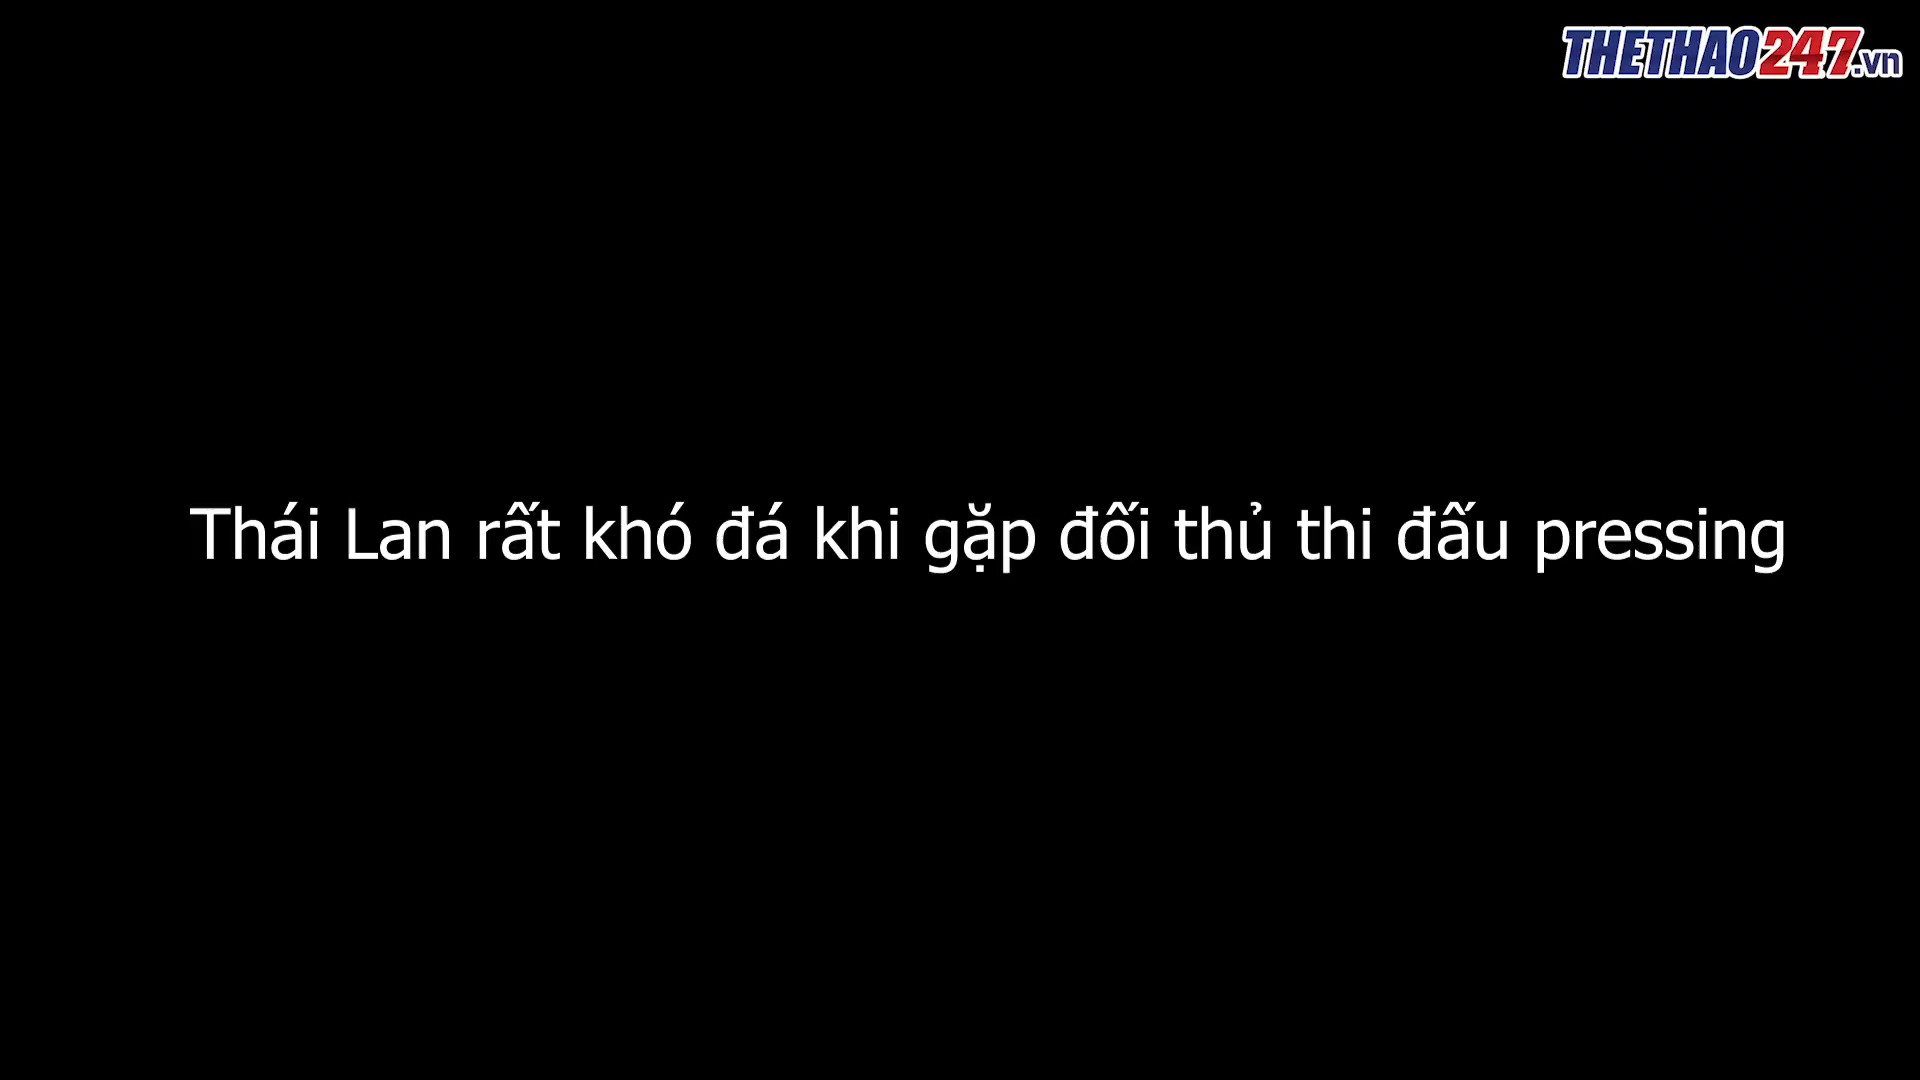 THETHAO247.vn
Thái Lan rất khó đá khi gặp đối thủ thi đấu pressing